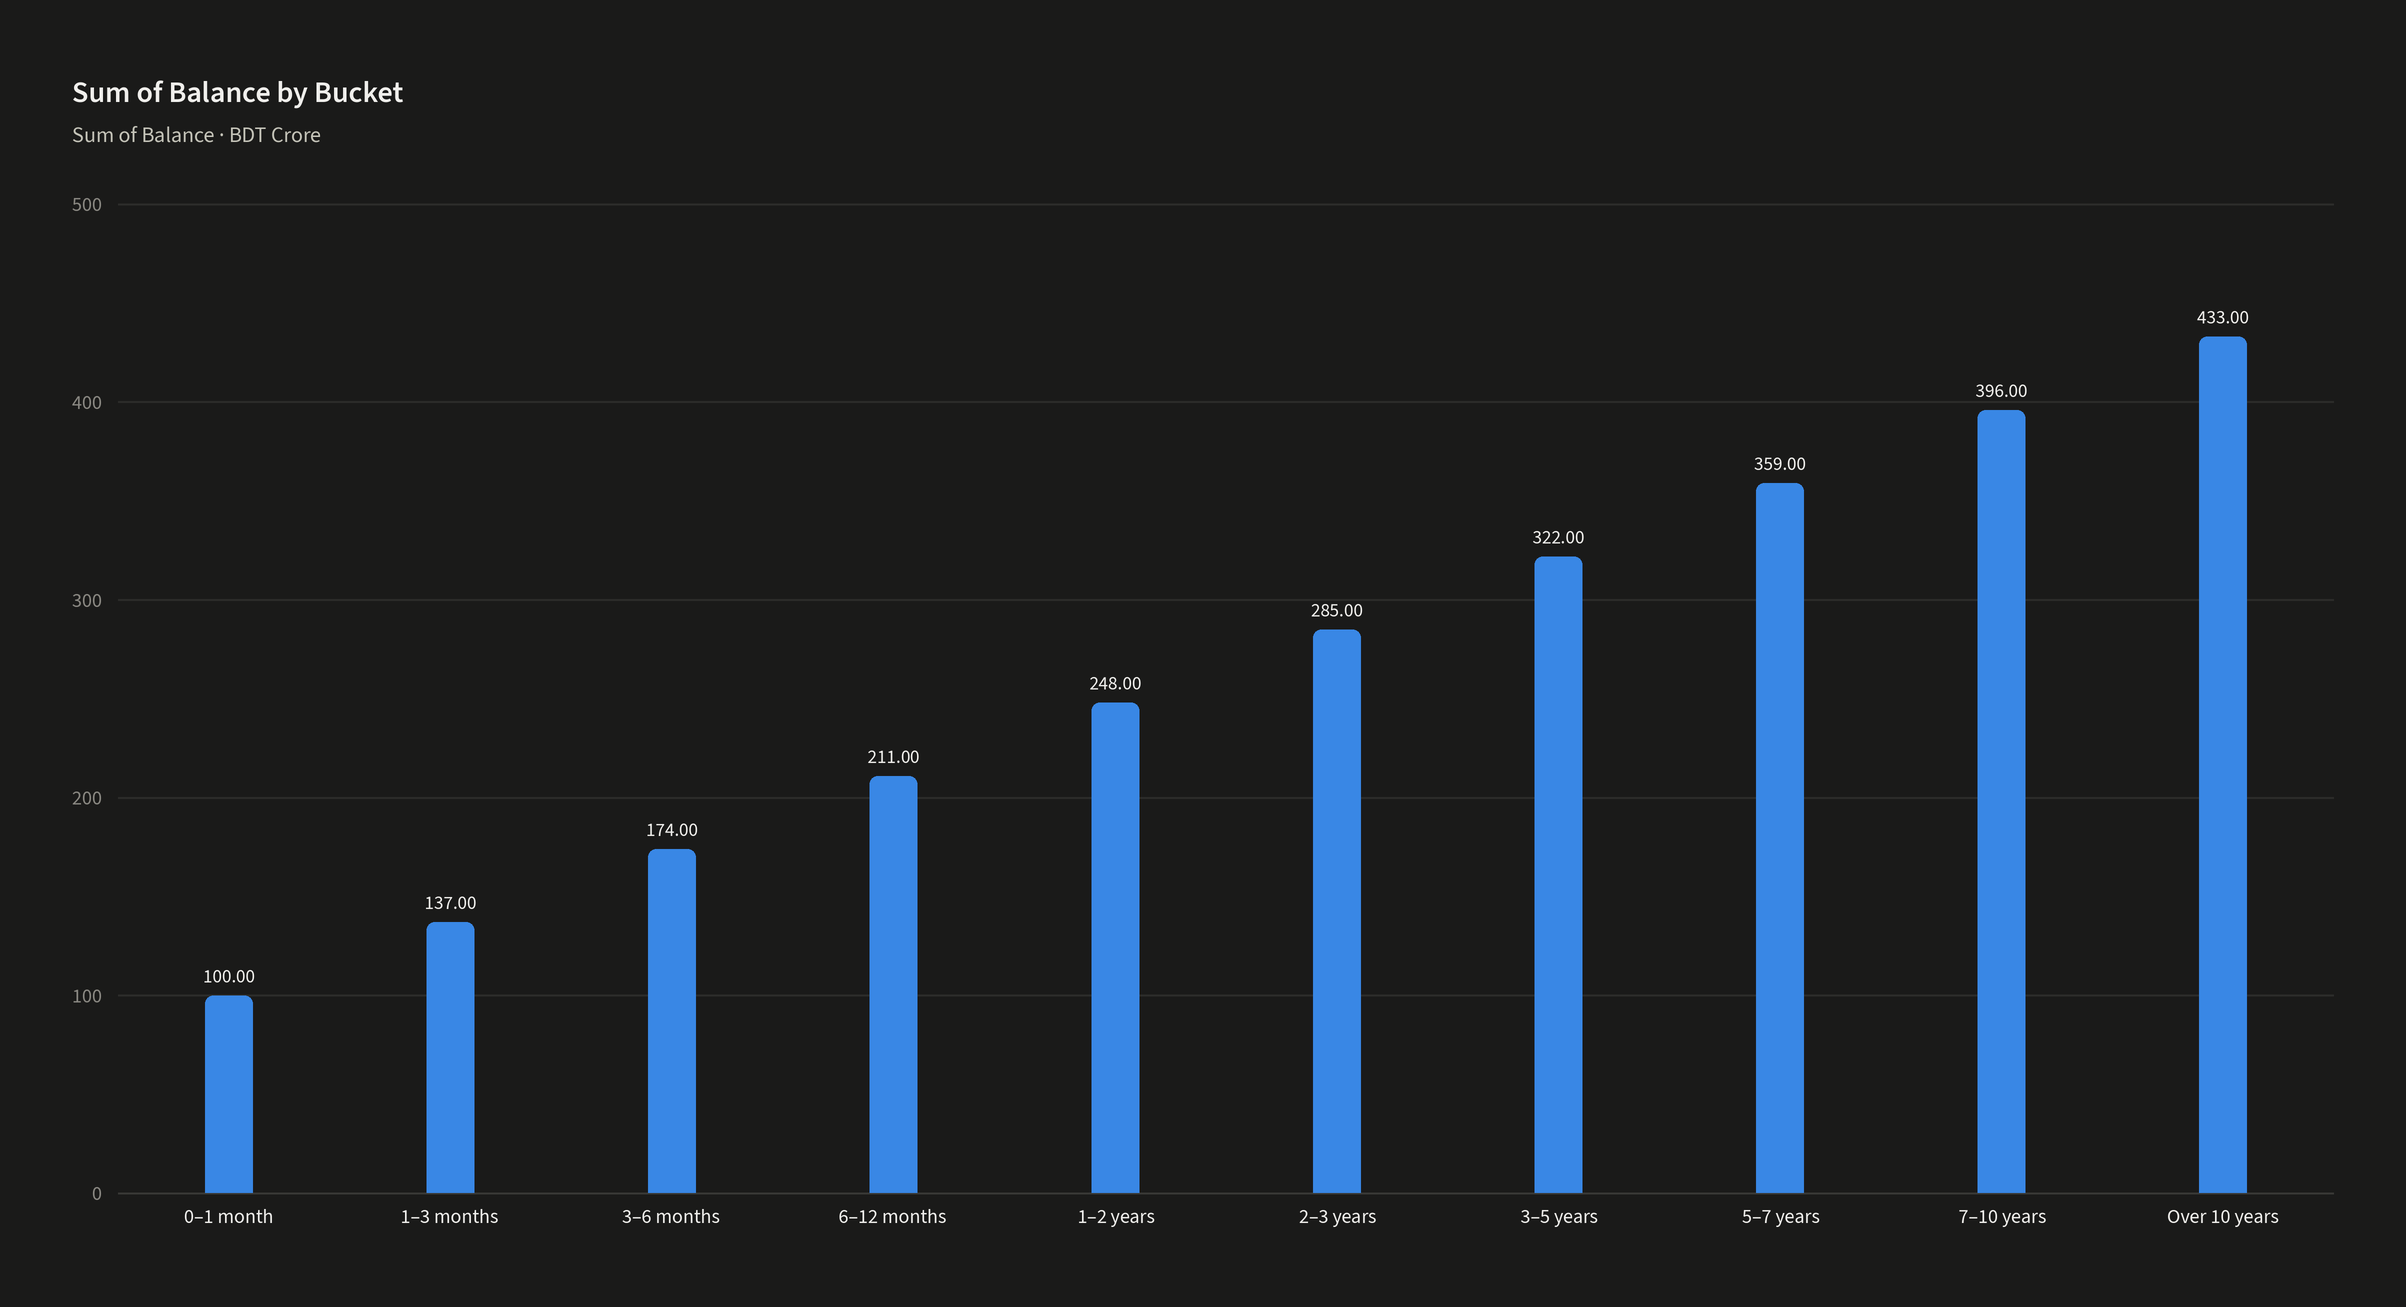 Sum of Balance by Bucket
Sum of Balance · BDT Crore
500
400
300
200
100
0
100.00
137.00
174.00
211.00
248.00
285.00
322.00
359.00
396.00
433.00
0–1 month
1–3 months
3–6 months
6–12 months
1–2 years
2–3 years
3–5 years
5–7 years
7–10 years
Over 10 years